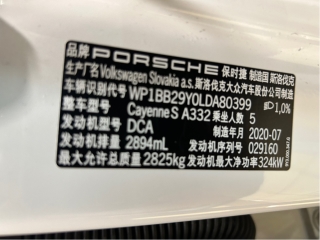 品牌 PORSCHE 保时捷 制造国 斯洛伐克
生产厂名 Volkswagen Slovakia a.s. 斯洛伐克大众汽车股份公司制造
车辆识别代号 WP1BB29Y0LDA80399 1,0%
整车型号 Cayenne S A332 乘坐人数 5
发动机型号 DCA 制造年月 2020-07
发动机排量 2894mL 序列号 029160
最大允许总质量 2825kg 发动机最大净功率 324kW